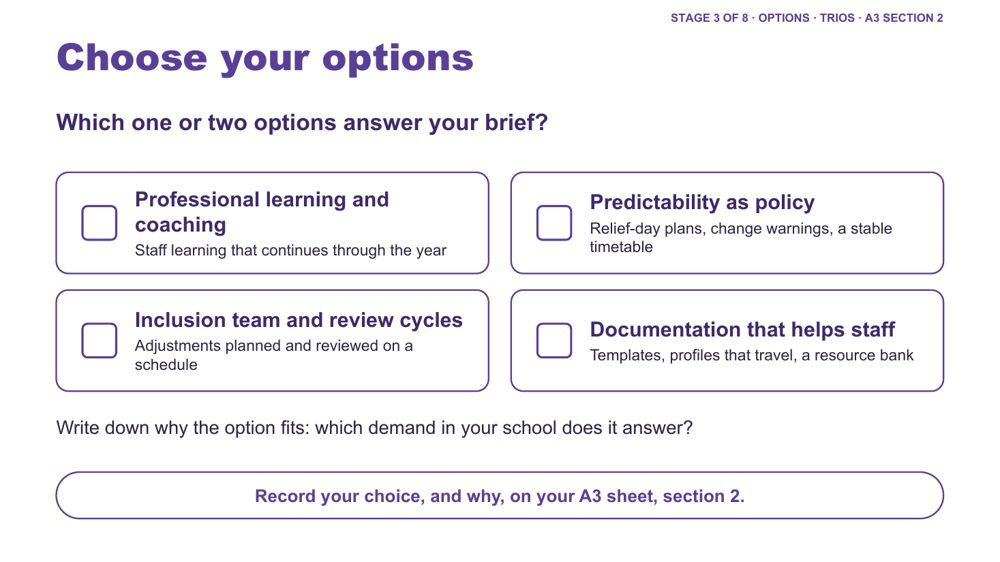 STAGE 3 OF 8 · OPTIONS · TRIOS · A3 SECTION 2
Choose your options
Which one or two options answer your brief?
Professional learning and
coaching
Staff learning that continues through the year
Predictability as policy
Relief-day plans, change warnings, a stable
timetable
Inclusion team and review cycles
Adjustments planned and reviewed on a
schedule
Documentation that helps staff
Templates, profiles that travel, a resource bank
Write down why the option fits: which demand in your school does it answer?
Record your choice, and why, on your A3 sheet, section 2.